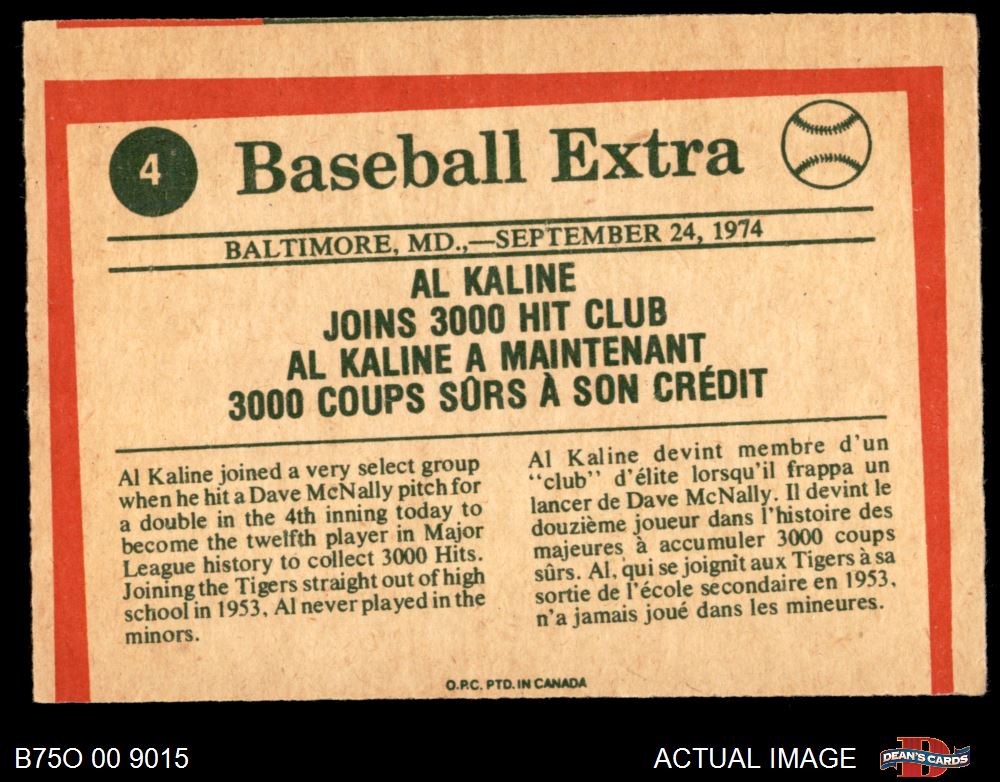 4
Baseball Extra
BALTIMORE, MD.,—SEPTEMBER 24, 1974
AL KALINE
JOINS 3000 HIT CLUB
AL KALINE A MAINTENANT
3000 COUPS SÛRS À SON CRÉDIT
Al Kaline joined a very select group
when he hit a Dave McNally pitch for
a double in the 4th inning today to
become the twelfth player in Major
League history to collect 3000 Hits.
Joining the Tigers straight out of high
school in 1953, Al never played in the
minors.
Al Kaline devint membre d'un
"club" d'élite lorsqu'il frappa un
lancer de Dave McNally. Il devint le
douzième joueur dans l'histoire des
majeures à accumuler 3000 coups
sûrs. Al, qui se joignit aux Tigers à sa
sortie de l'école secondaire en 1953,
n'a jamais joué dans les mineures.
O.P.C. PTD. IN CANADA
B75O 00 9015
ACTUAL IMAGE
DEAN'S CARDS